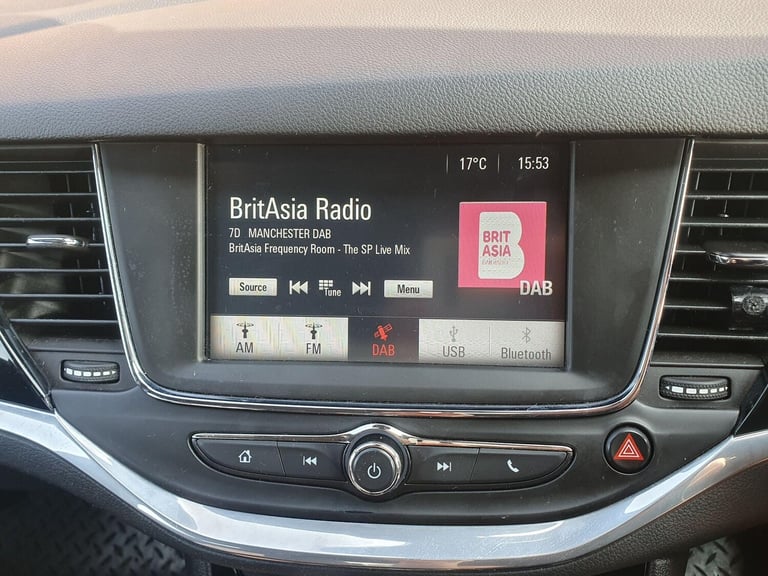 17°C 15:53
BritAsia Radio
7D MANCHESTER DAB
BritAsia Frequency Room - The SP Live Mix
BRIT
ASIA
DAB
Source Tune Menu
AM FM DAB USB Bluetooth